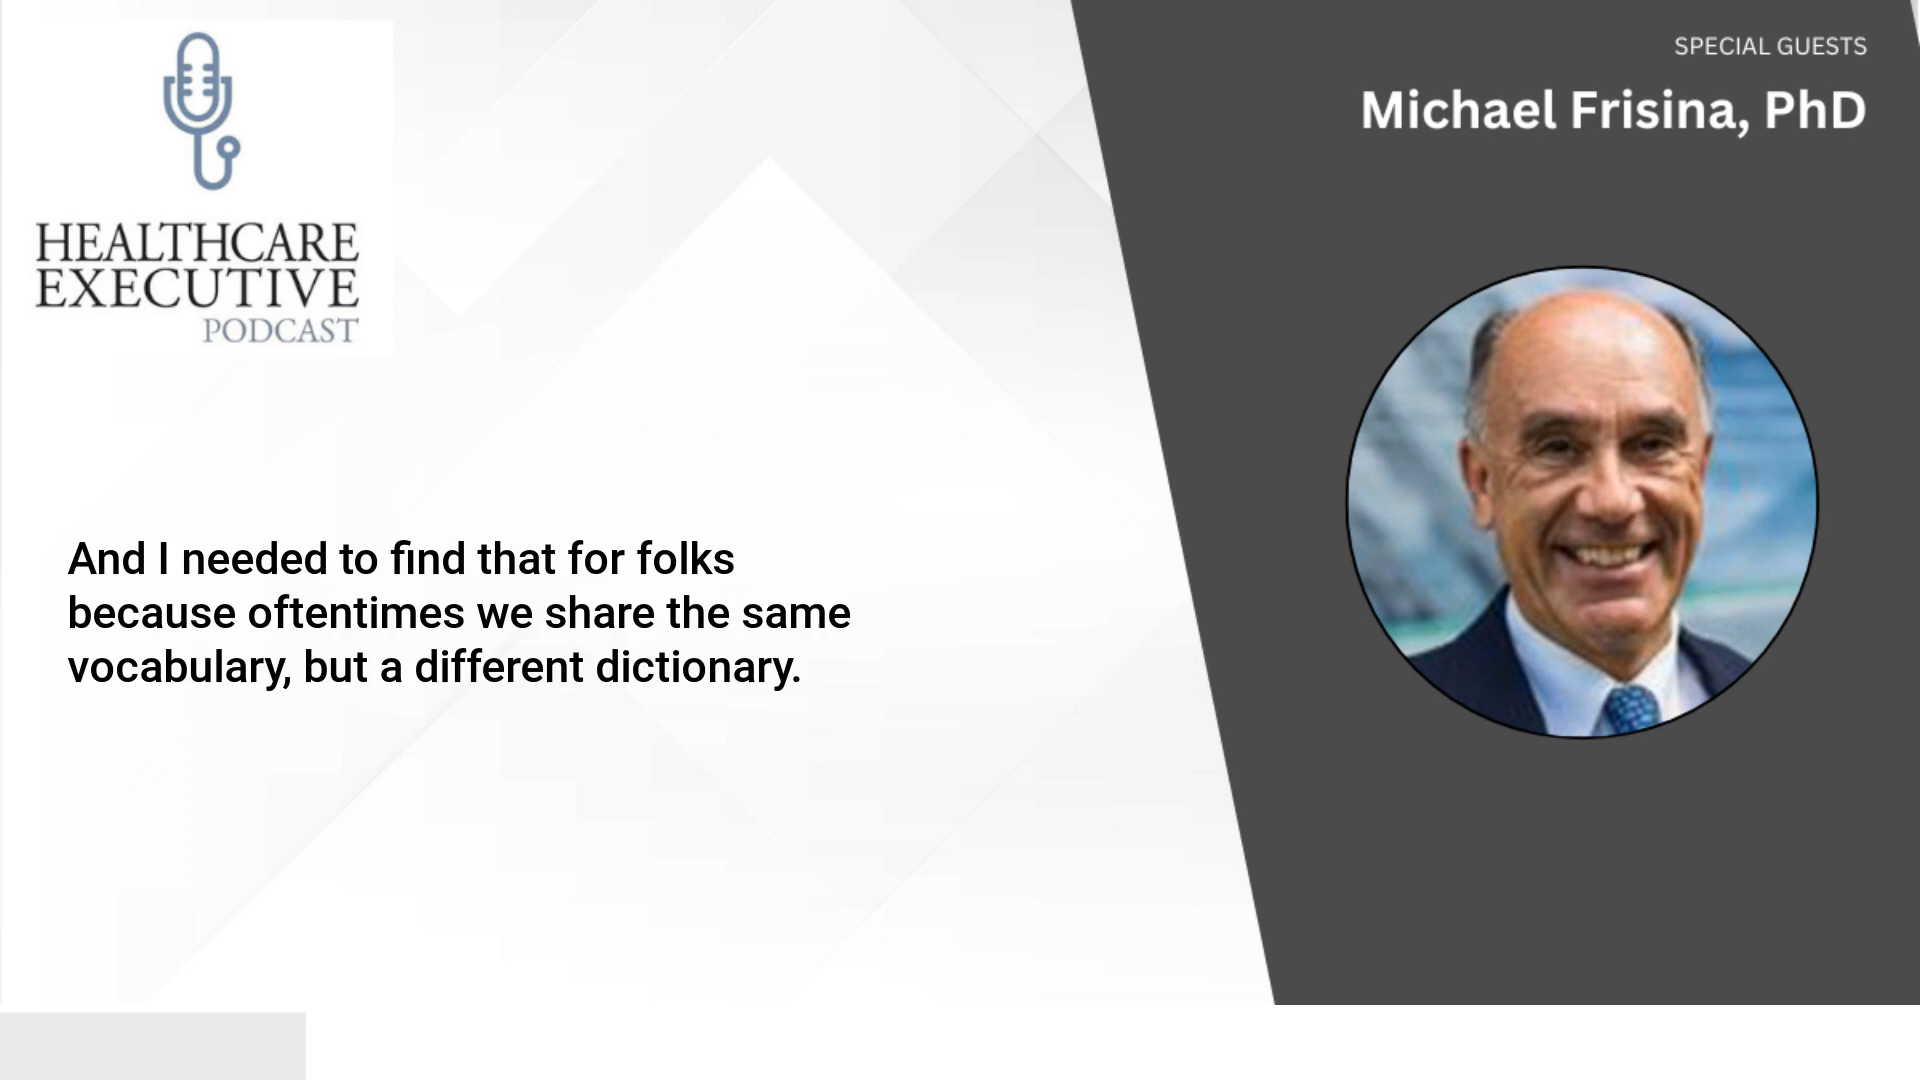 HEALTHCARE
EXECUTIVE
PODCAST
SPECIAL GUESTS
Michael Frisina, PhD
And I needed to find that for folks
because oftentimes we share the same
vocabulary, but a different dictionary.